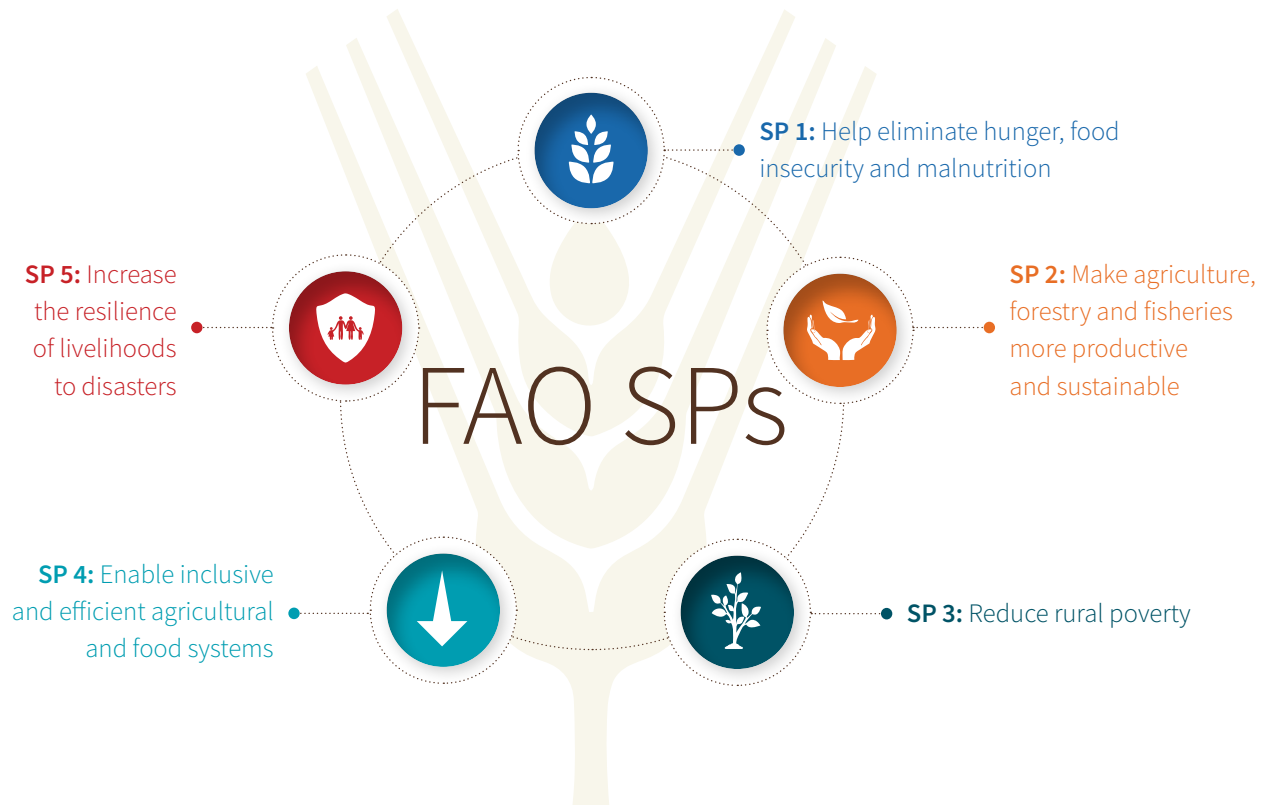 SP 1: Help eliminate hunger, food
insecurity and malnutrition
SP 2: Make agriculture,
forestry and fisheries
more productive
and sustainable
SP 3: Reduce rural poverty
SP 4: Enable inclusive
and efficient agricultural
and food systems
SP 5: Increase
the resilience
of livelihoods
to disasters
FAO SPs